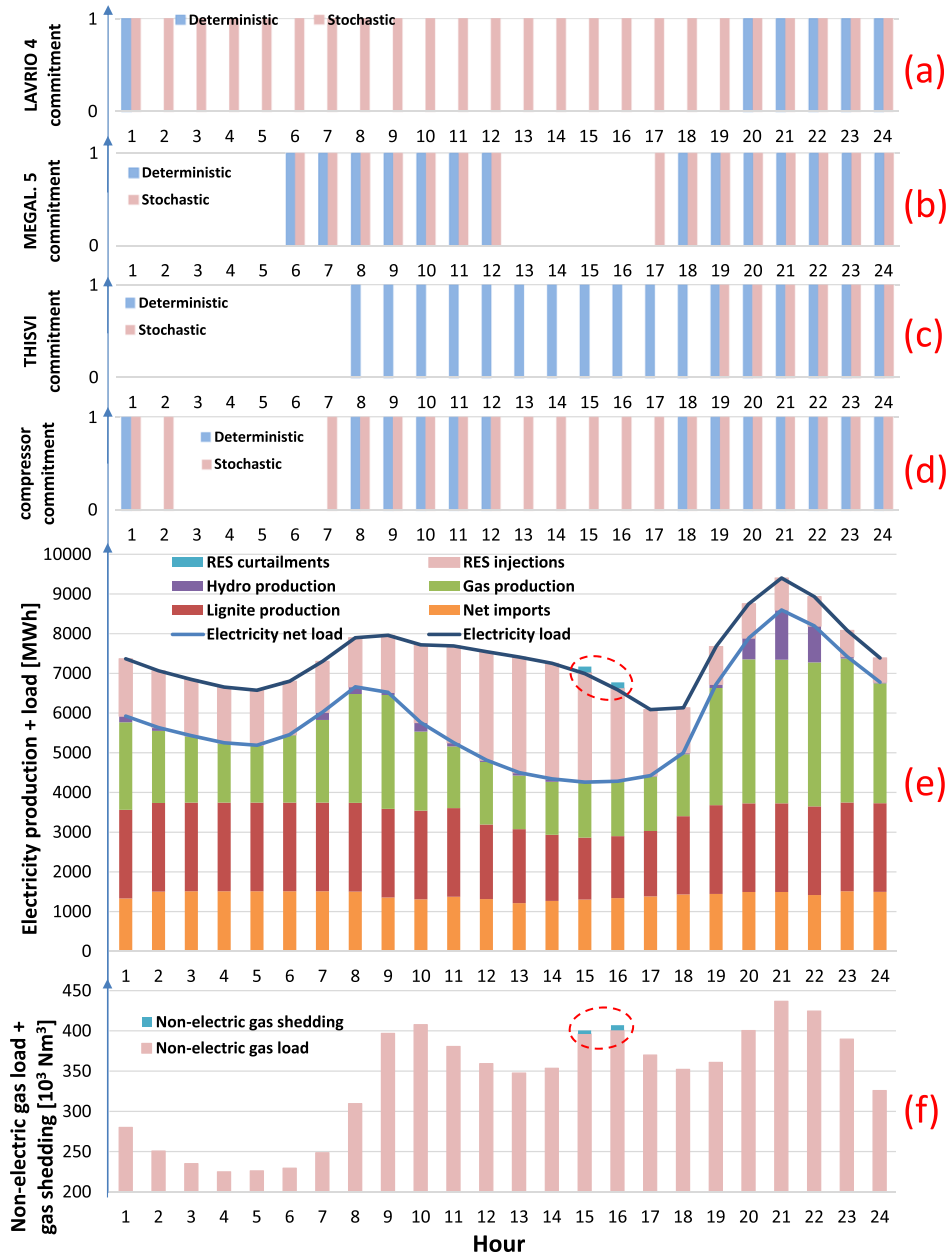 1
Deterministic Stochastic
LAVRIO 4
commitment
(a)
0
1 2 3 4 5 6 7 8 9 10 11 12 13 14 15 16 17 18 19 20 21 22 23 24
1
Deterministic
Stochastic
MEGAL. 5
commitment
(b)
0
1 2 3 4 5 6 7 8 9 10 11 12 13 14 15 16 17 18 19 20 21 22 23 24
1
Deterministic
Stochastic
THISVI
commitment
(c)
0
1 2 3 4 5 6 7 8 9 10 11 12 13 14 15 16 17 18 19 20 21 22 23 24
1
Deterministic
Stochastic
compressor
commitment
(d)
0
1 2 3 4 5 6 7 8 9 10 11 12 13 14 15 16 17 18 19 20 21 22 23 24
RES curtailments RES injections
Hydro production Gas production
Lignite production Net imports
Electricity net load Electricity load
Electricity production + load [MWh]
10000
9000
8000
7000
6000
5000
4000
3000
2000
1000
0
(e)
1 2 3 4 5 6 7 8 9 10 11 12 13 14 15 16 17 18 19 20 21 22 23 24
Non-electric gas shedding
Non-electric gas load
Non-electric gas load +
gas shedding [10³ Nm³]
450
400
350
300
250
200
(f)
1 2 3 4 5 6 7 8 9 10 11 12 13 14 15 16 17 18 19 20 21 22 23 24
Hour